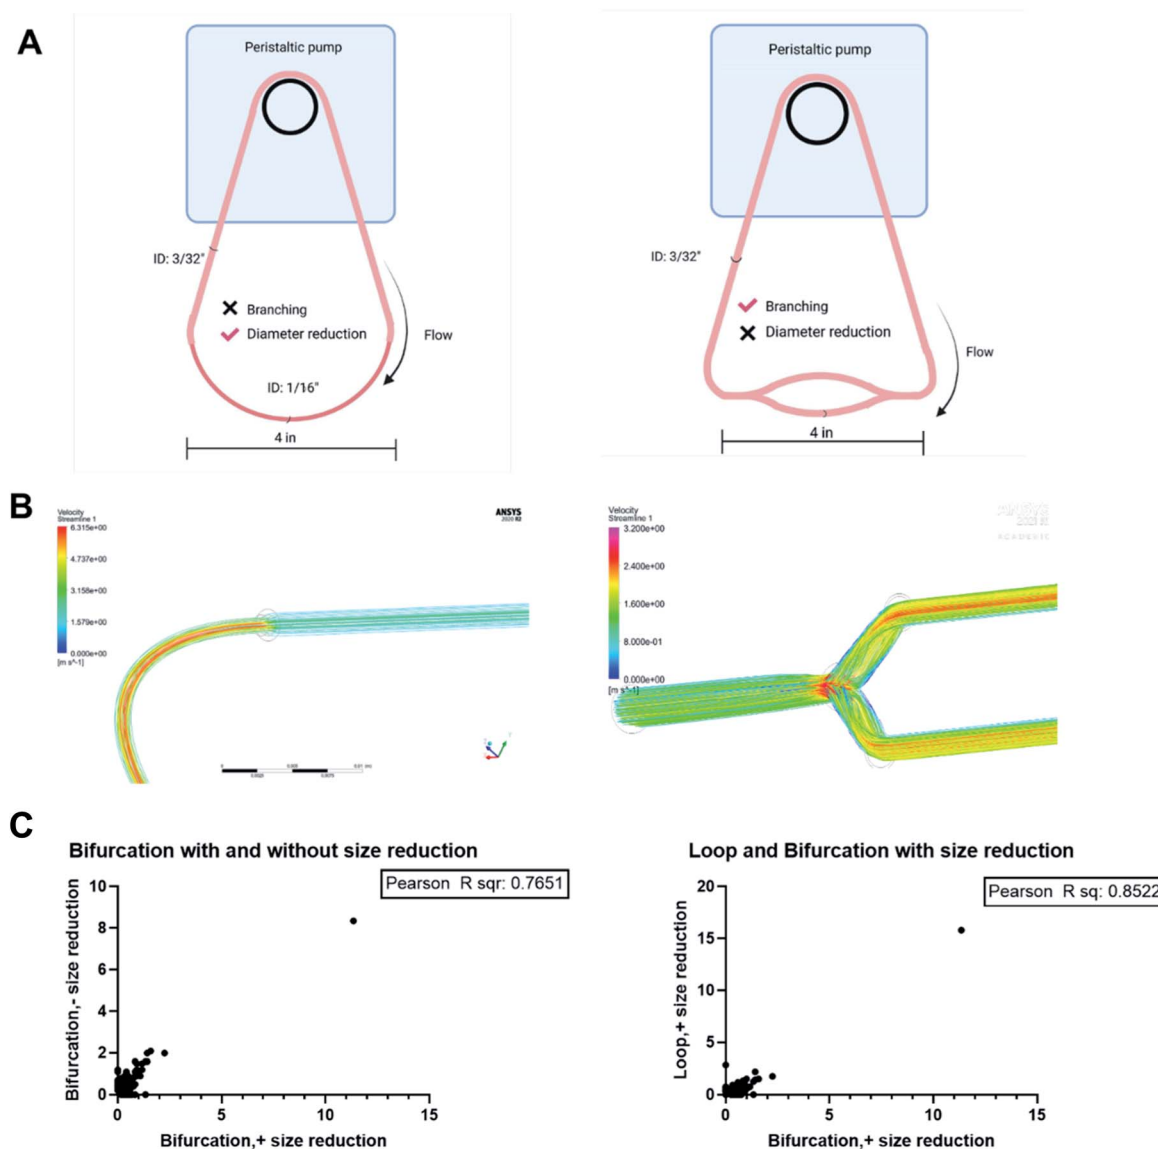 A
Peristaltic pump
ID: 3/32"
Branching
Diameter reduction
Flow
ID: 1/16"
4 in
Peristaltic pump
ID: 3/32"
Branching
Diameter reduction
Flow
4 in
B
Velocity
Streamline 1
6.315e+00
4.737e+00
3.158e+00
1.579e+00
0.000e+00
[m s^-1]
ANSYS
2020 R2
Velocity
Streamline 1
3.200e+00
2.400e+00
1.600e+00
8.000e-01
0.000e+00
[m s^-1]
ANSYS
C
Bifurcation with and without size reduction
Pearson R sqr: 0.7651
Bifurcation,- size reduction
10
8
6
4
2
0
0 5 10 15
Bifurcation,+ size reduction
Loop and Bifurcation with size reduction
Pearson R sq: 0.8522
Loop,+ size reduction
20
15
10
5
0
0 5 10 15
Bifurcation,+ size reduction